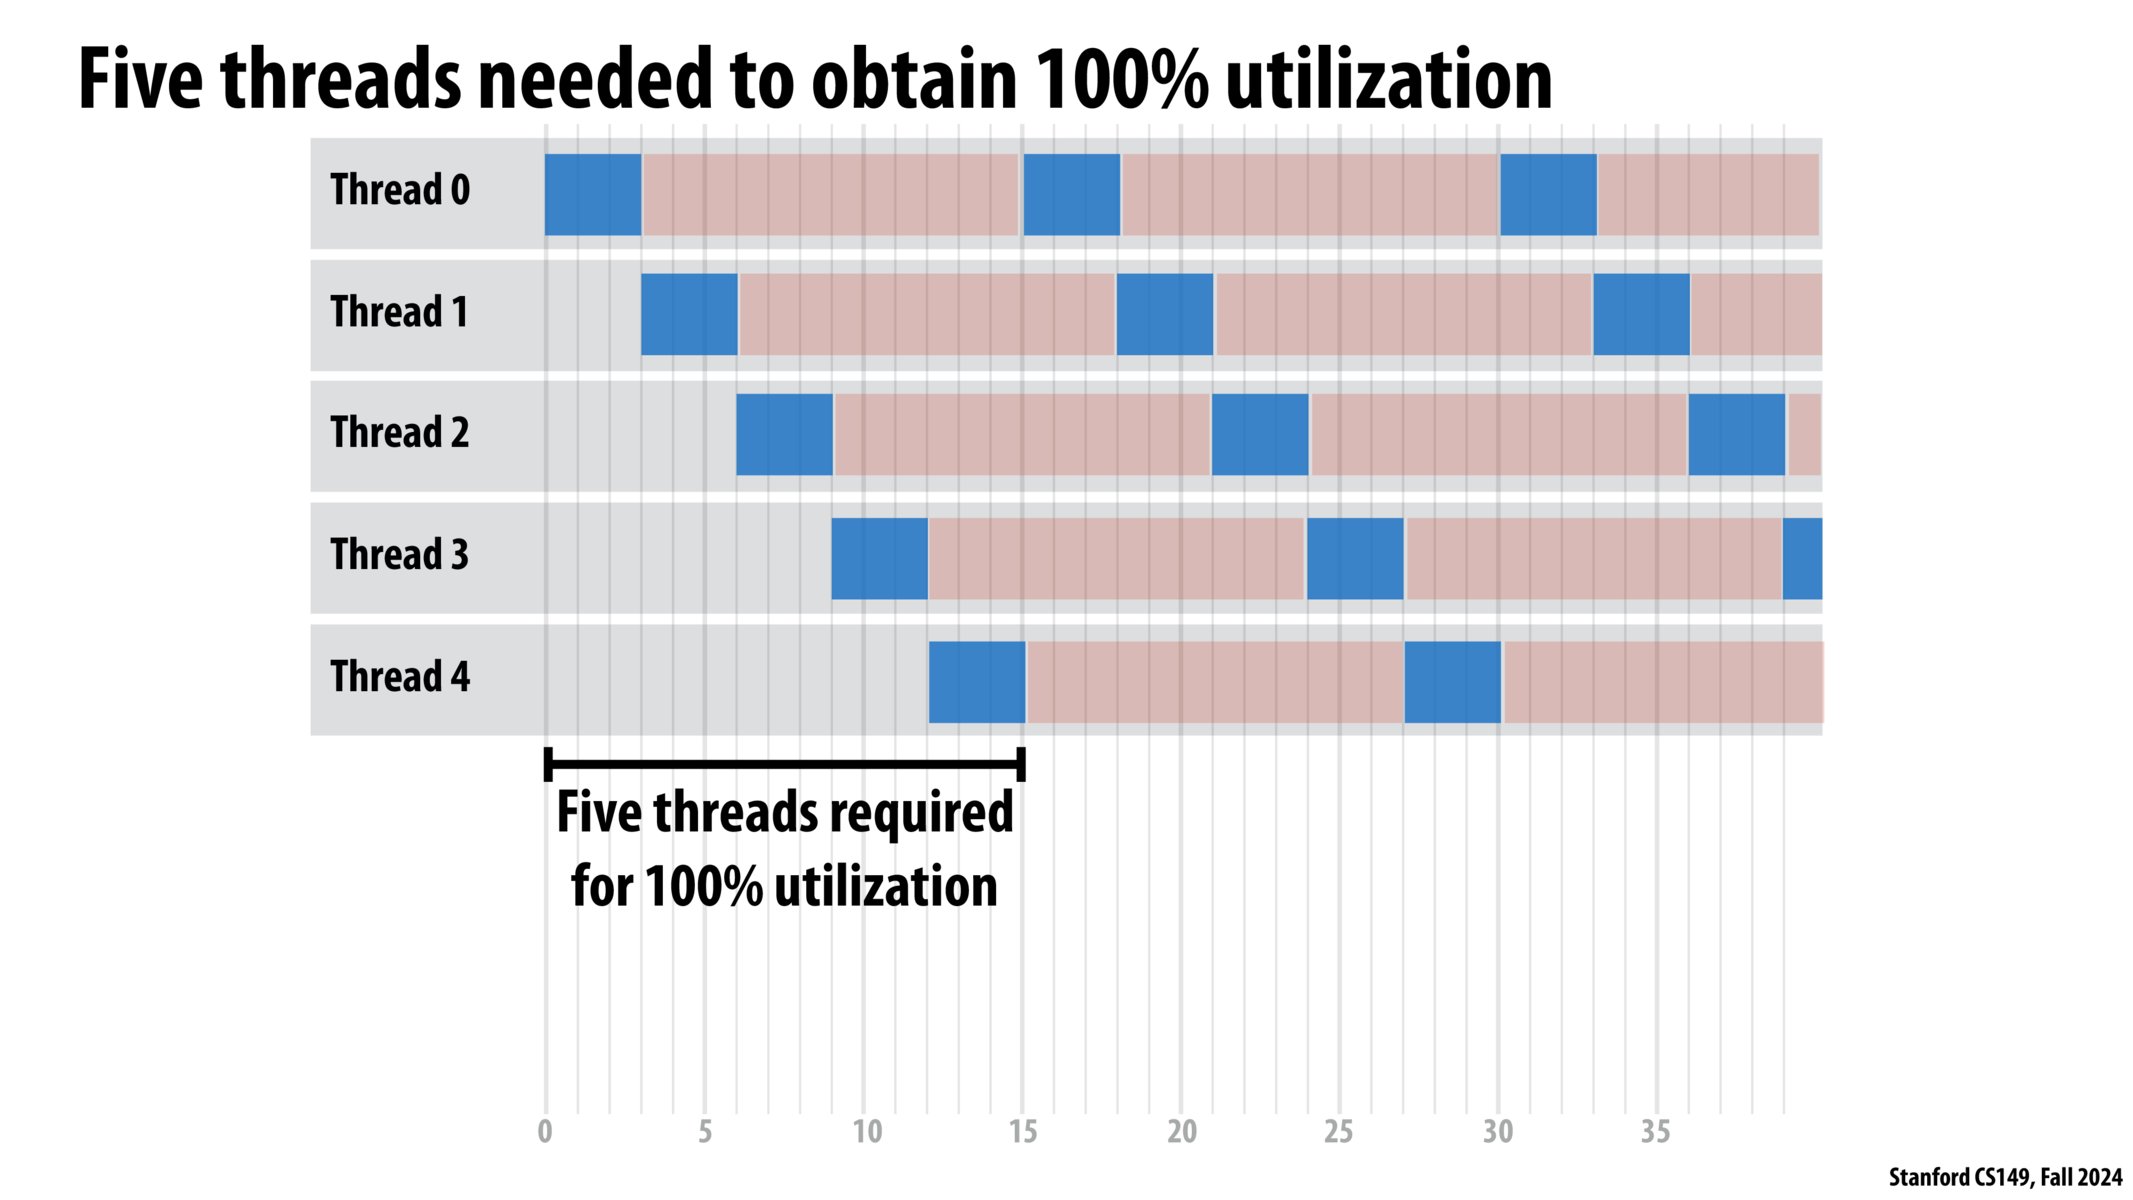 Five threads needed to obtain 100% utilization
Thread 0
Thread 1
Thread 2
Thread 3
Thread 4
Five threads required
for 100% utilization
0 5 10 15 20 25 30 35
Stanford CS149, Fall 2024